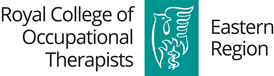 Royal College of
Occupational
Therapists
Eastern
Region